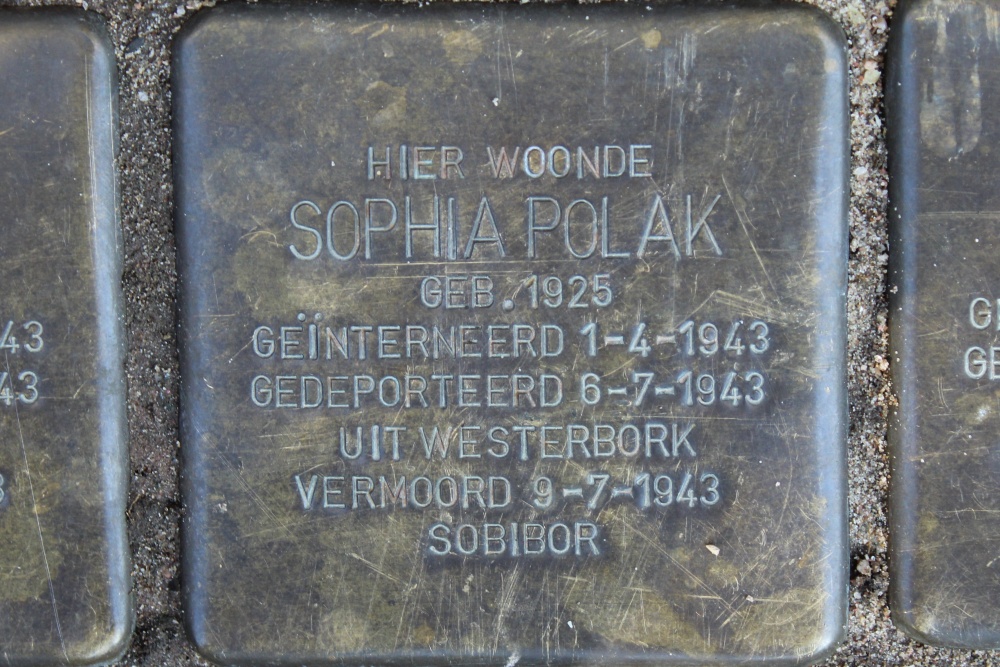 HIER WOONDE
SOPHIA POLAK
GEB. 1925
GEÏNTERNEERD 1-4-1943
GEDEPORTEERD 6-7-1943
UIT WESTERBORK
VERMOORD 9-7-1943
SOBIBOR